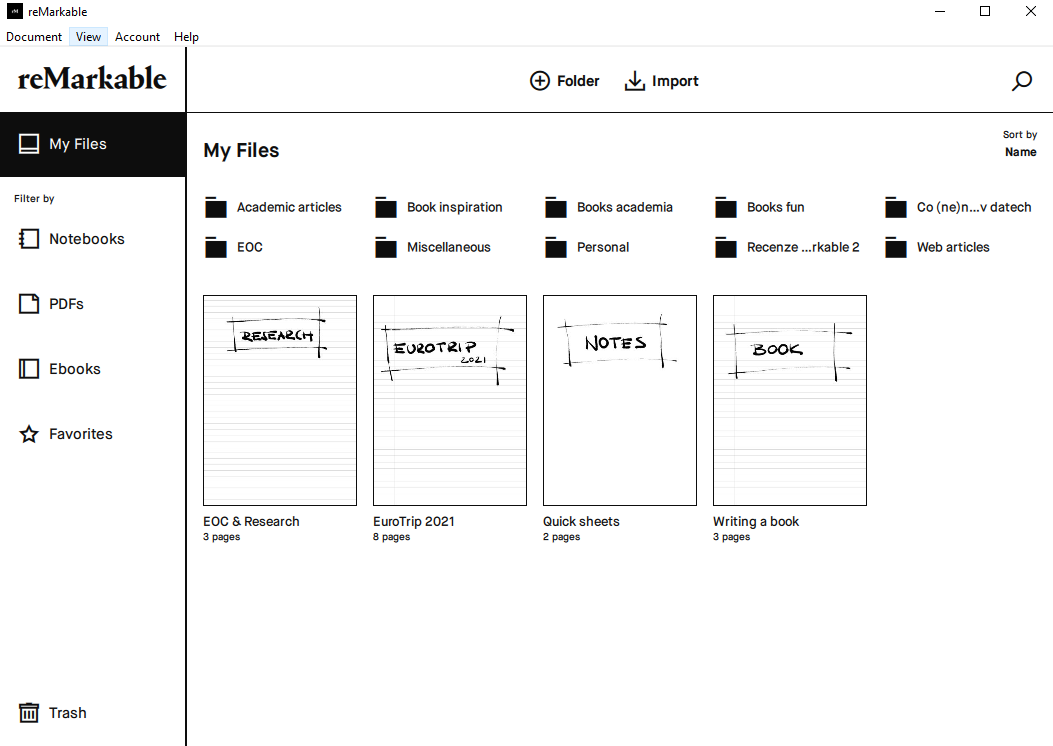 reMarkable
Document View Account Help
reMarkable
Folder Import
My Files
My Files
Sort by
Name
Filter by
Notebooks
PDFs
Ebooks
Favorites
Trash
Academic articles Book inspiration Books academia Books fun Co (ne)n...v datech
EOC Miscellaneous Personal Recenze ...rkable 2 Web articles
RESEARCH
EOC & Research
3 pages
EUROTRIP
2021
EuroTrip 2021
8 pages
NOTES
Quick sheets
2 pages
BOOK
Writing a book
3 pages